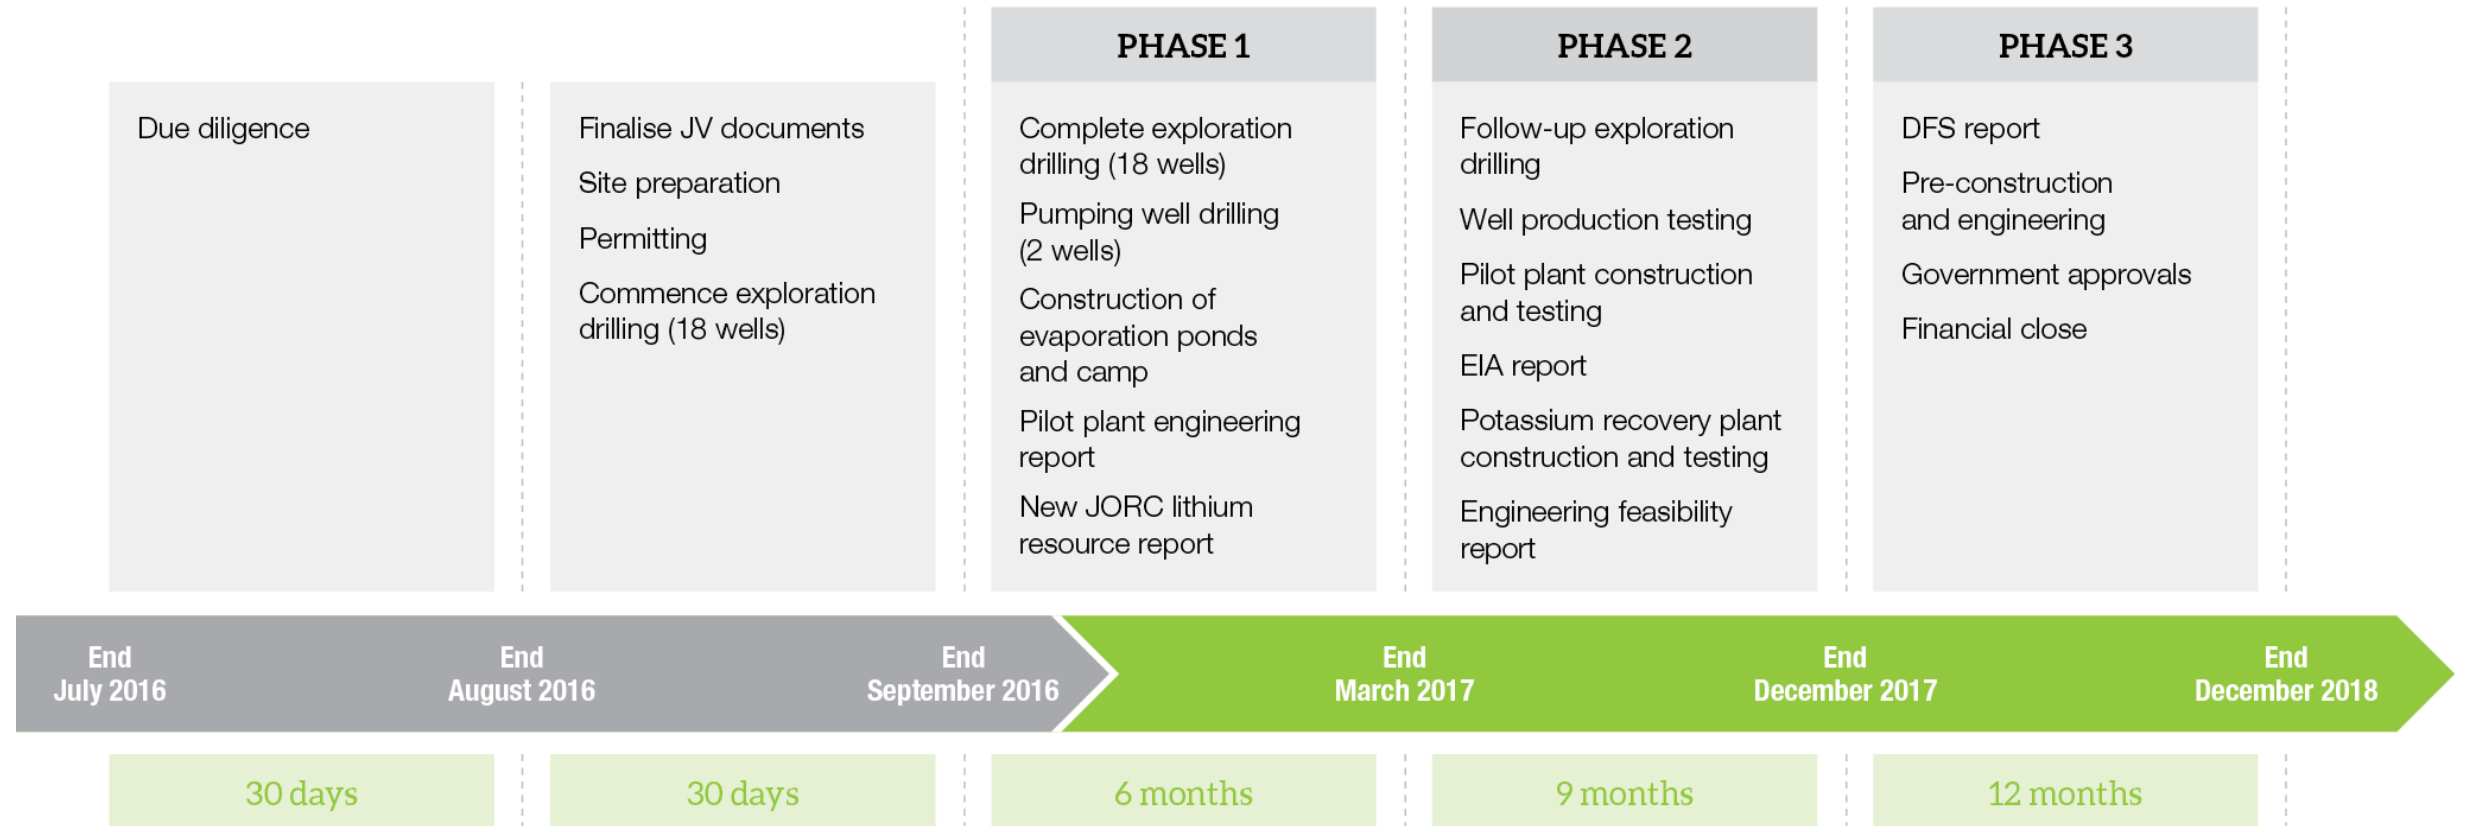 Due diligence
Finalise JV documents
Site preparation
Permitting
Commence exploration
drilling (18 wells)
PHASE 1
Complete exploration
drilling (18 wells)
Pumping well drilling
(2 wells)
Construction of
evaporation ponds
and camp
Pilot plant engineering
report
New JORC lithium
resource report
PHASE 2
Follow-up exploration
drilling
Well production testing
Pilot plant construction
and testing
EIA report
Potassium recovery plant
construction and testing
Engineering feasibility
report
PHASE 3
DFS report
Pre-construction
and engineering
Government approvals
Financial close
End
July 2016
End
August 2016
End
September 2016
End
March 2017
End
December 2017
End
December 2018
30 days
30 days
6 months
9 months
12 months